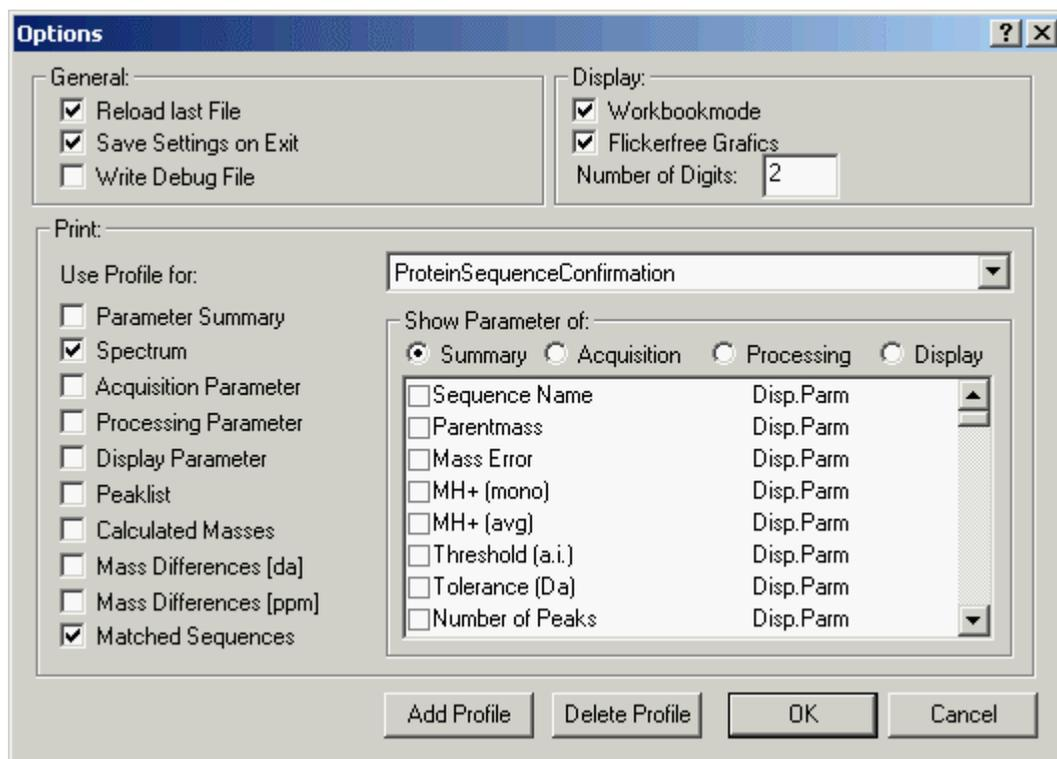 Options
General:
Reload last File
Save Settings on Exit
Write Debug File
Display:
Workbookmode
Flickerfree Grafics
Number of Digits: 2
Print:
Use Profile for: ProteinSequenceConfirmation
Parameter Summary
Spectrum
Acquisition Parameter
Processing Parameter
Display Parameter
Peaklist
Calculated Masses
Mass Differences [da]
Mass Differences [ppm]
Matched Sequences
Show Parameter of:
Summary Acquisition Processing Display
Sequence Name Disp.Parm
Parentmass Disp.Parm
Mass Error Disp.Parm
MH+ (mono) Disp.Parm
MH+ (avg) Disp.Parm
Threshold (a.i.) Disp.Parm
Tolerance (Da) Disp.Parm
Number of Peaks Disp.Parm
Add Profile Delete Profile OK Cancel